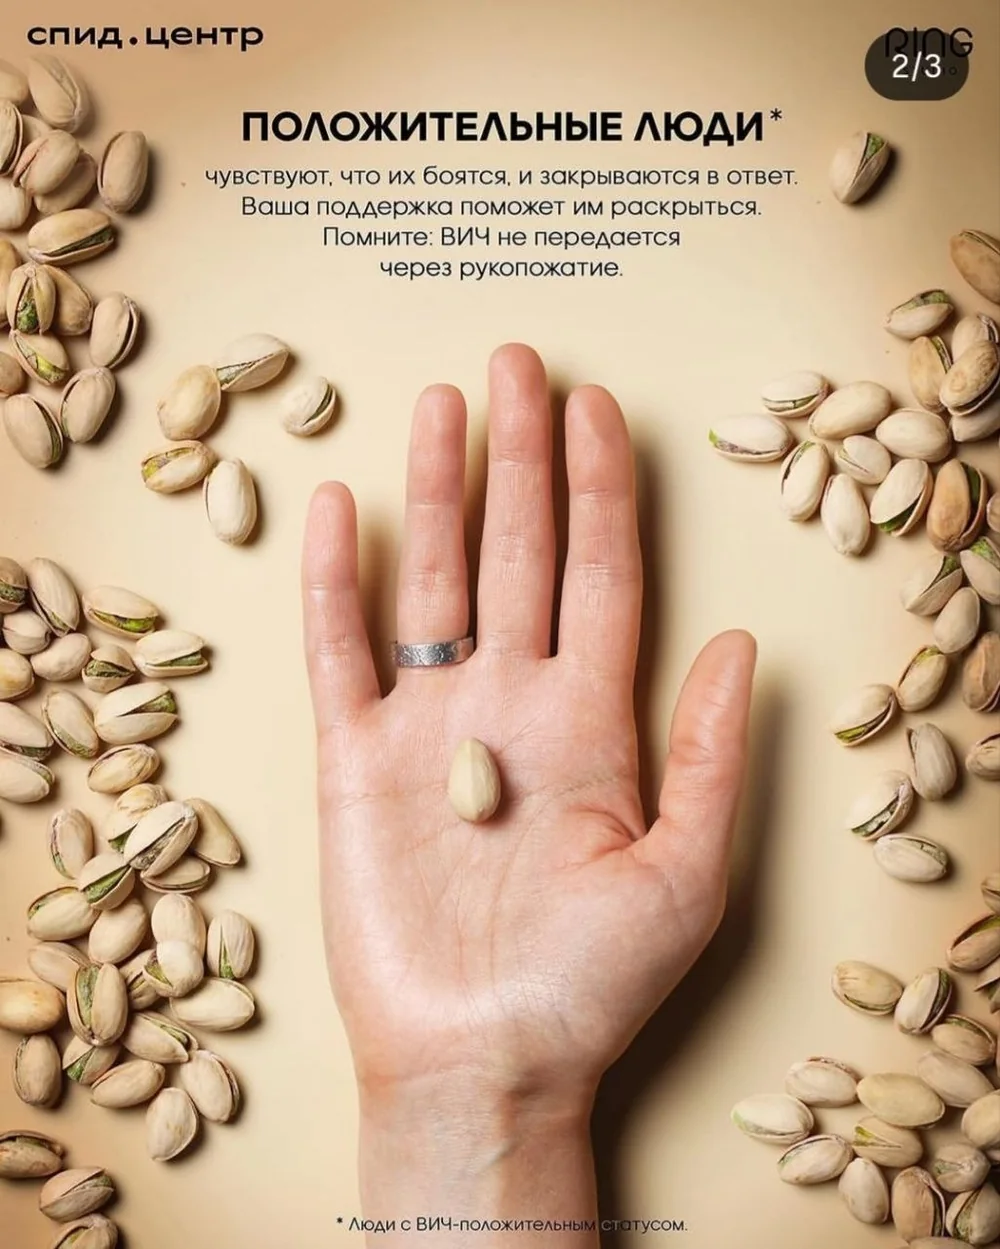 спид.центр
RING
2/3
ПОЛОЖИТЕЛЬНЫЕ ЛЮДИ*
чувствуют, что их боятся, и закрываются в ответ.
Ваша поддержка поможет им раскрыться.
Помните: ВИЧ не передается
через рукопожатие.
* Люди с ВИЧ-положительным статусом.